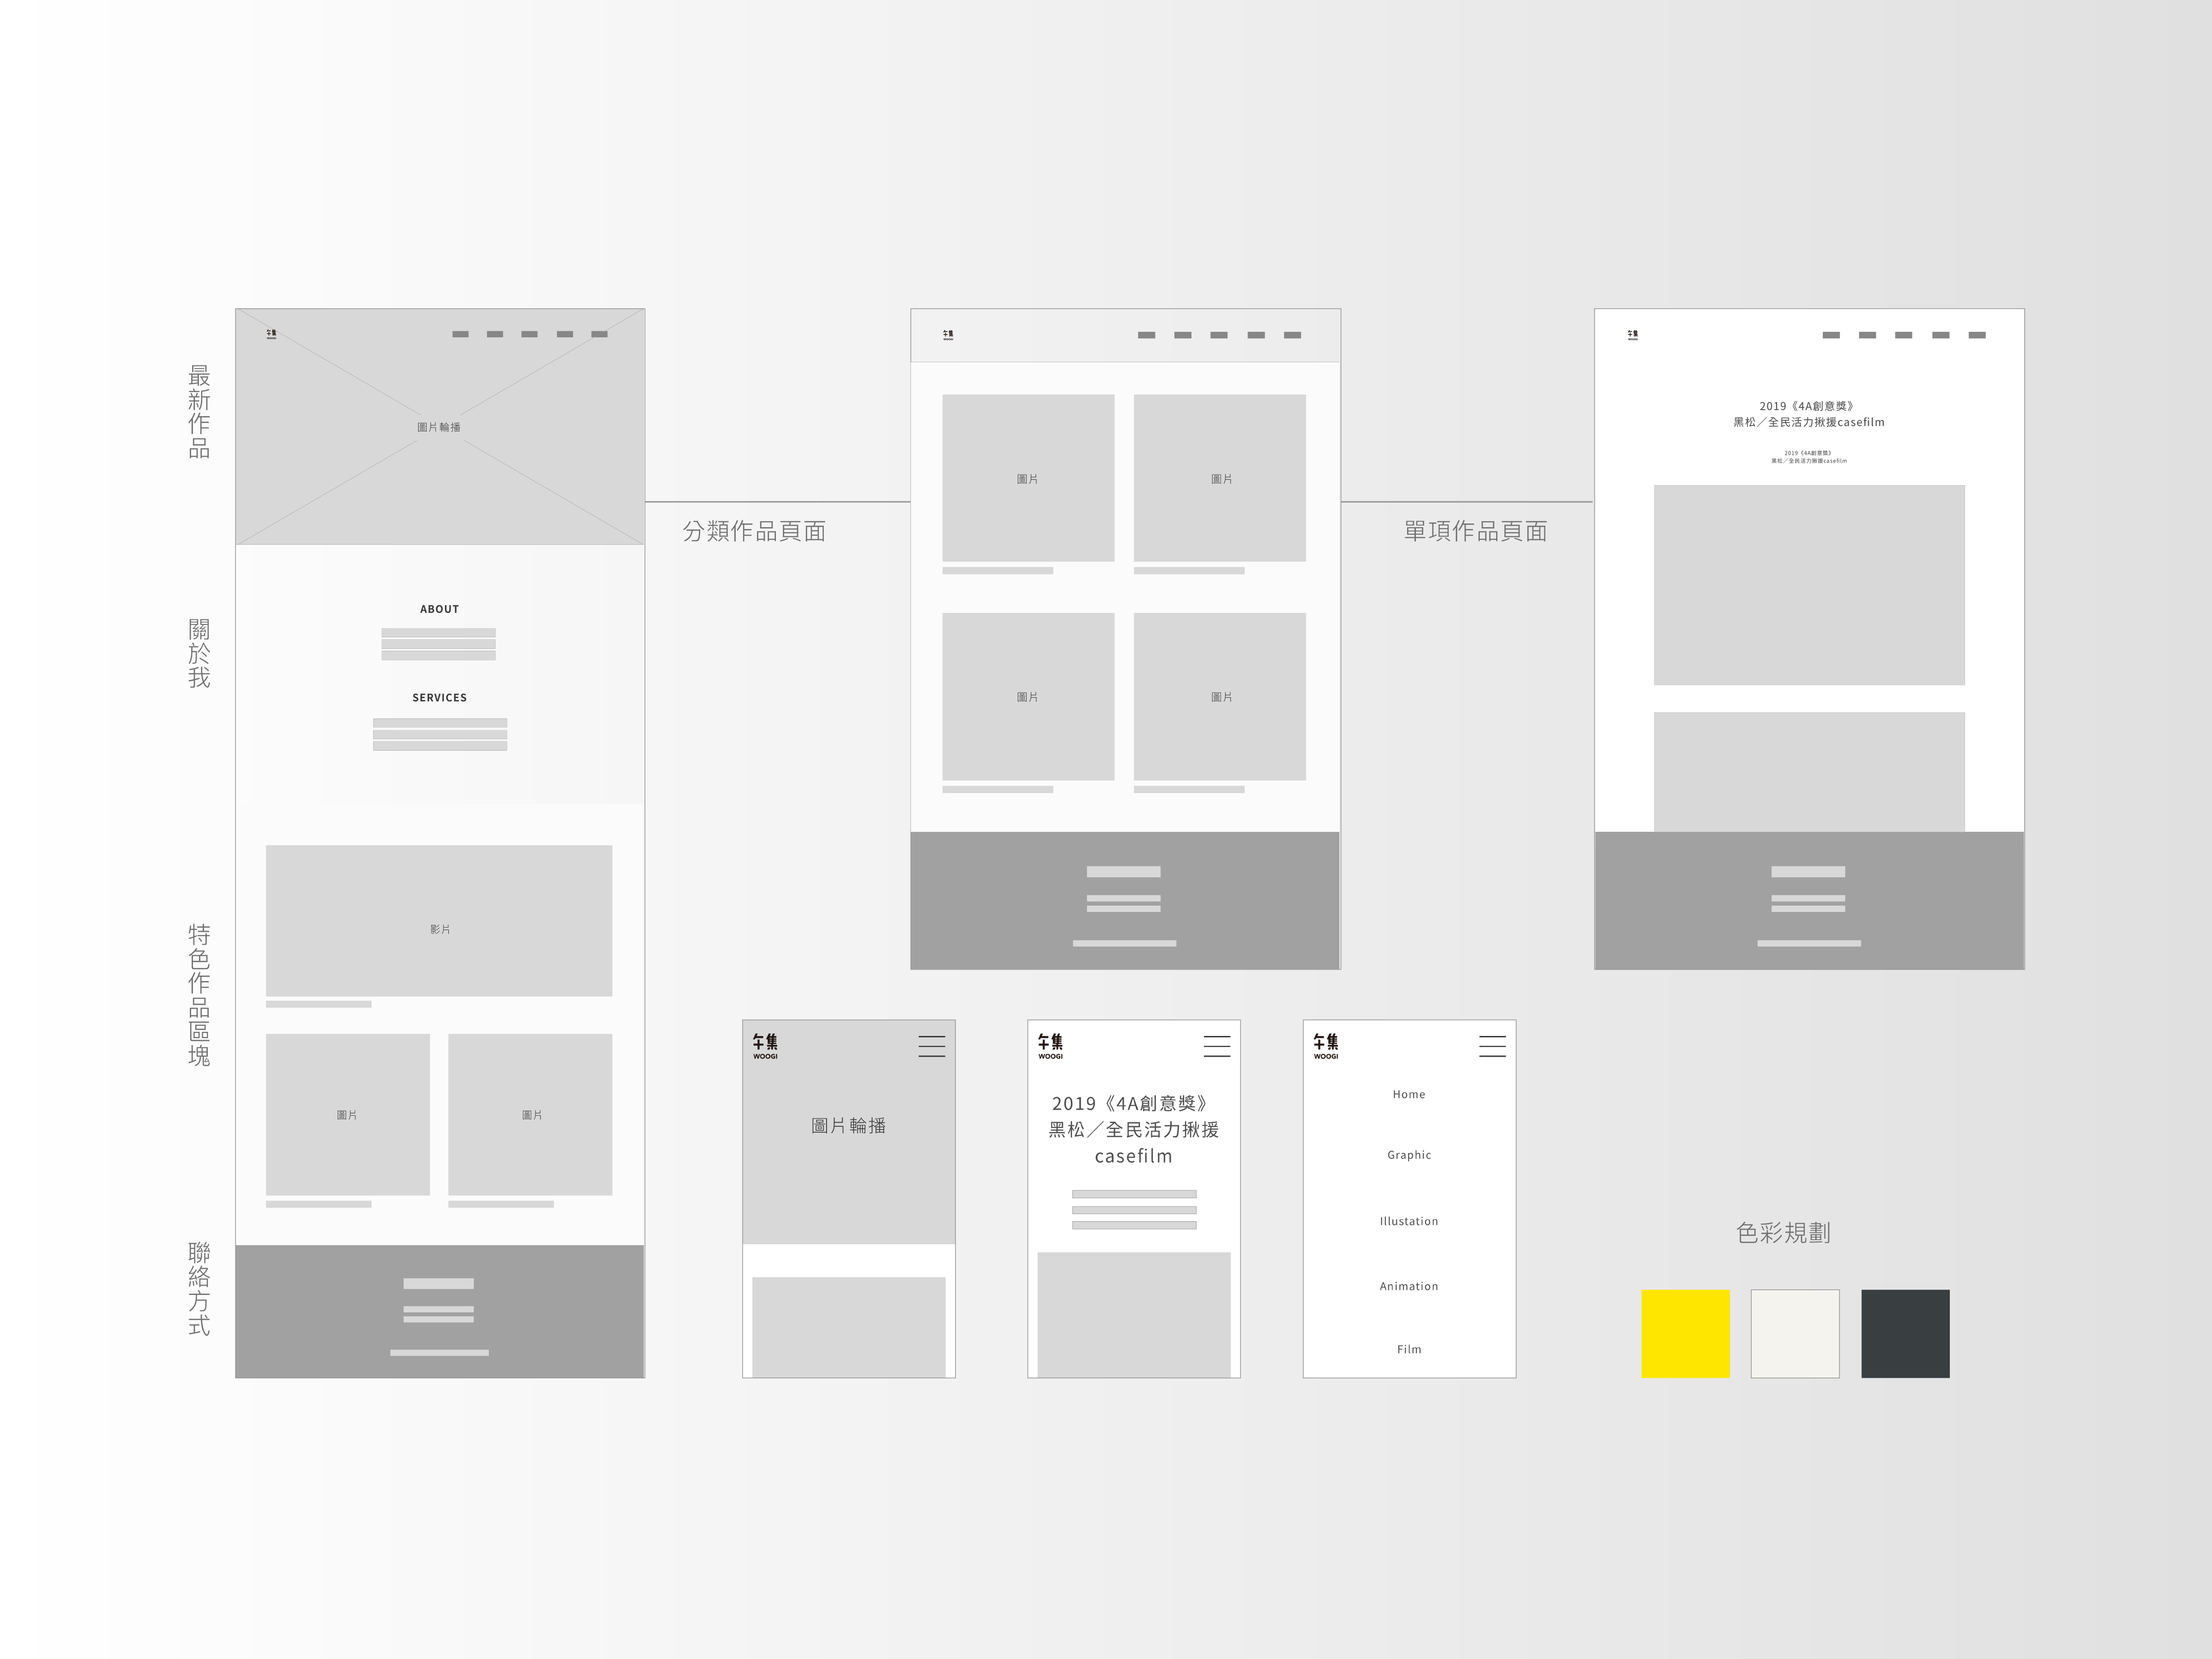 最新作品
關於我
特色作品區塊
聯絡方式
午集
WOOGI
圖片輪播
ABOUT
SERVICES
影片
圖片
圖片
分類作品頁面
午集
WOOGI
圖片
圖片
圖片
圖片
單項作品頁面
午集
WOOGI
2019《4A創意獎》
黑松／全民活力揪援casefilm
2019《4A創意獎》
黑松／全民活力揪援casefilm
午集
WOOGI
圖片輪播
午集
WOOGI
2019《4A創意獎》
黑松／全民活力揪援
casefilm
午集
WOOGI
Home
Graphic
Illustation
Animation
Film
色彩規劃